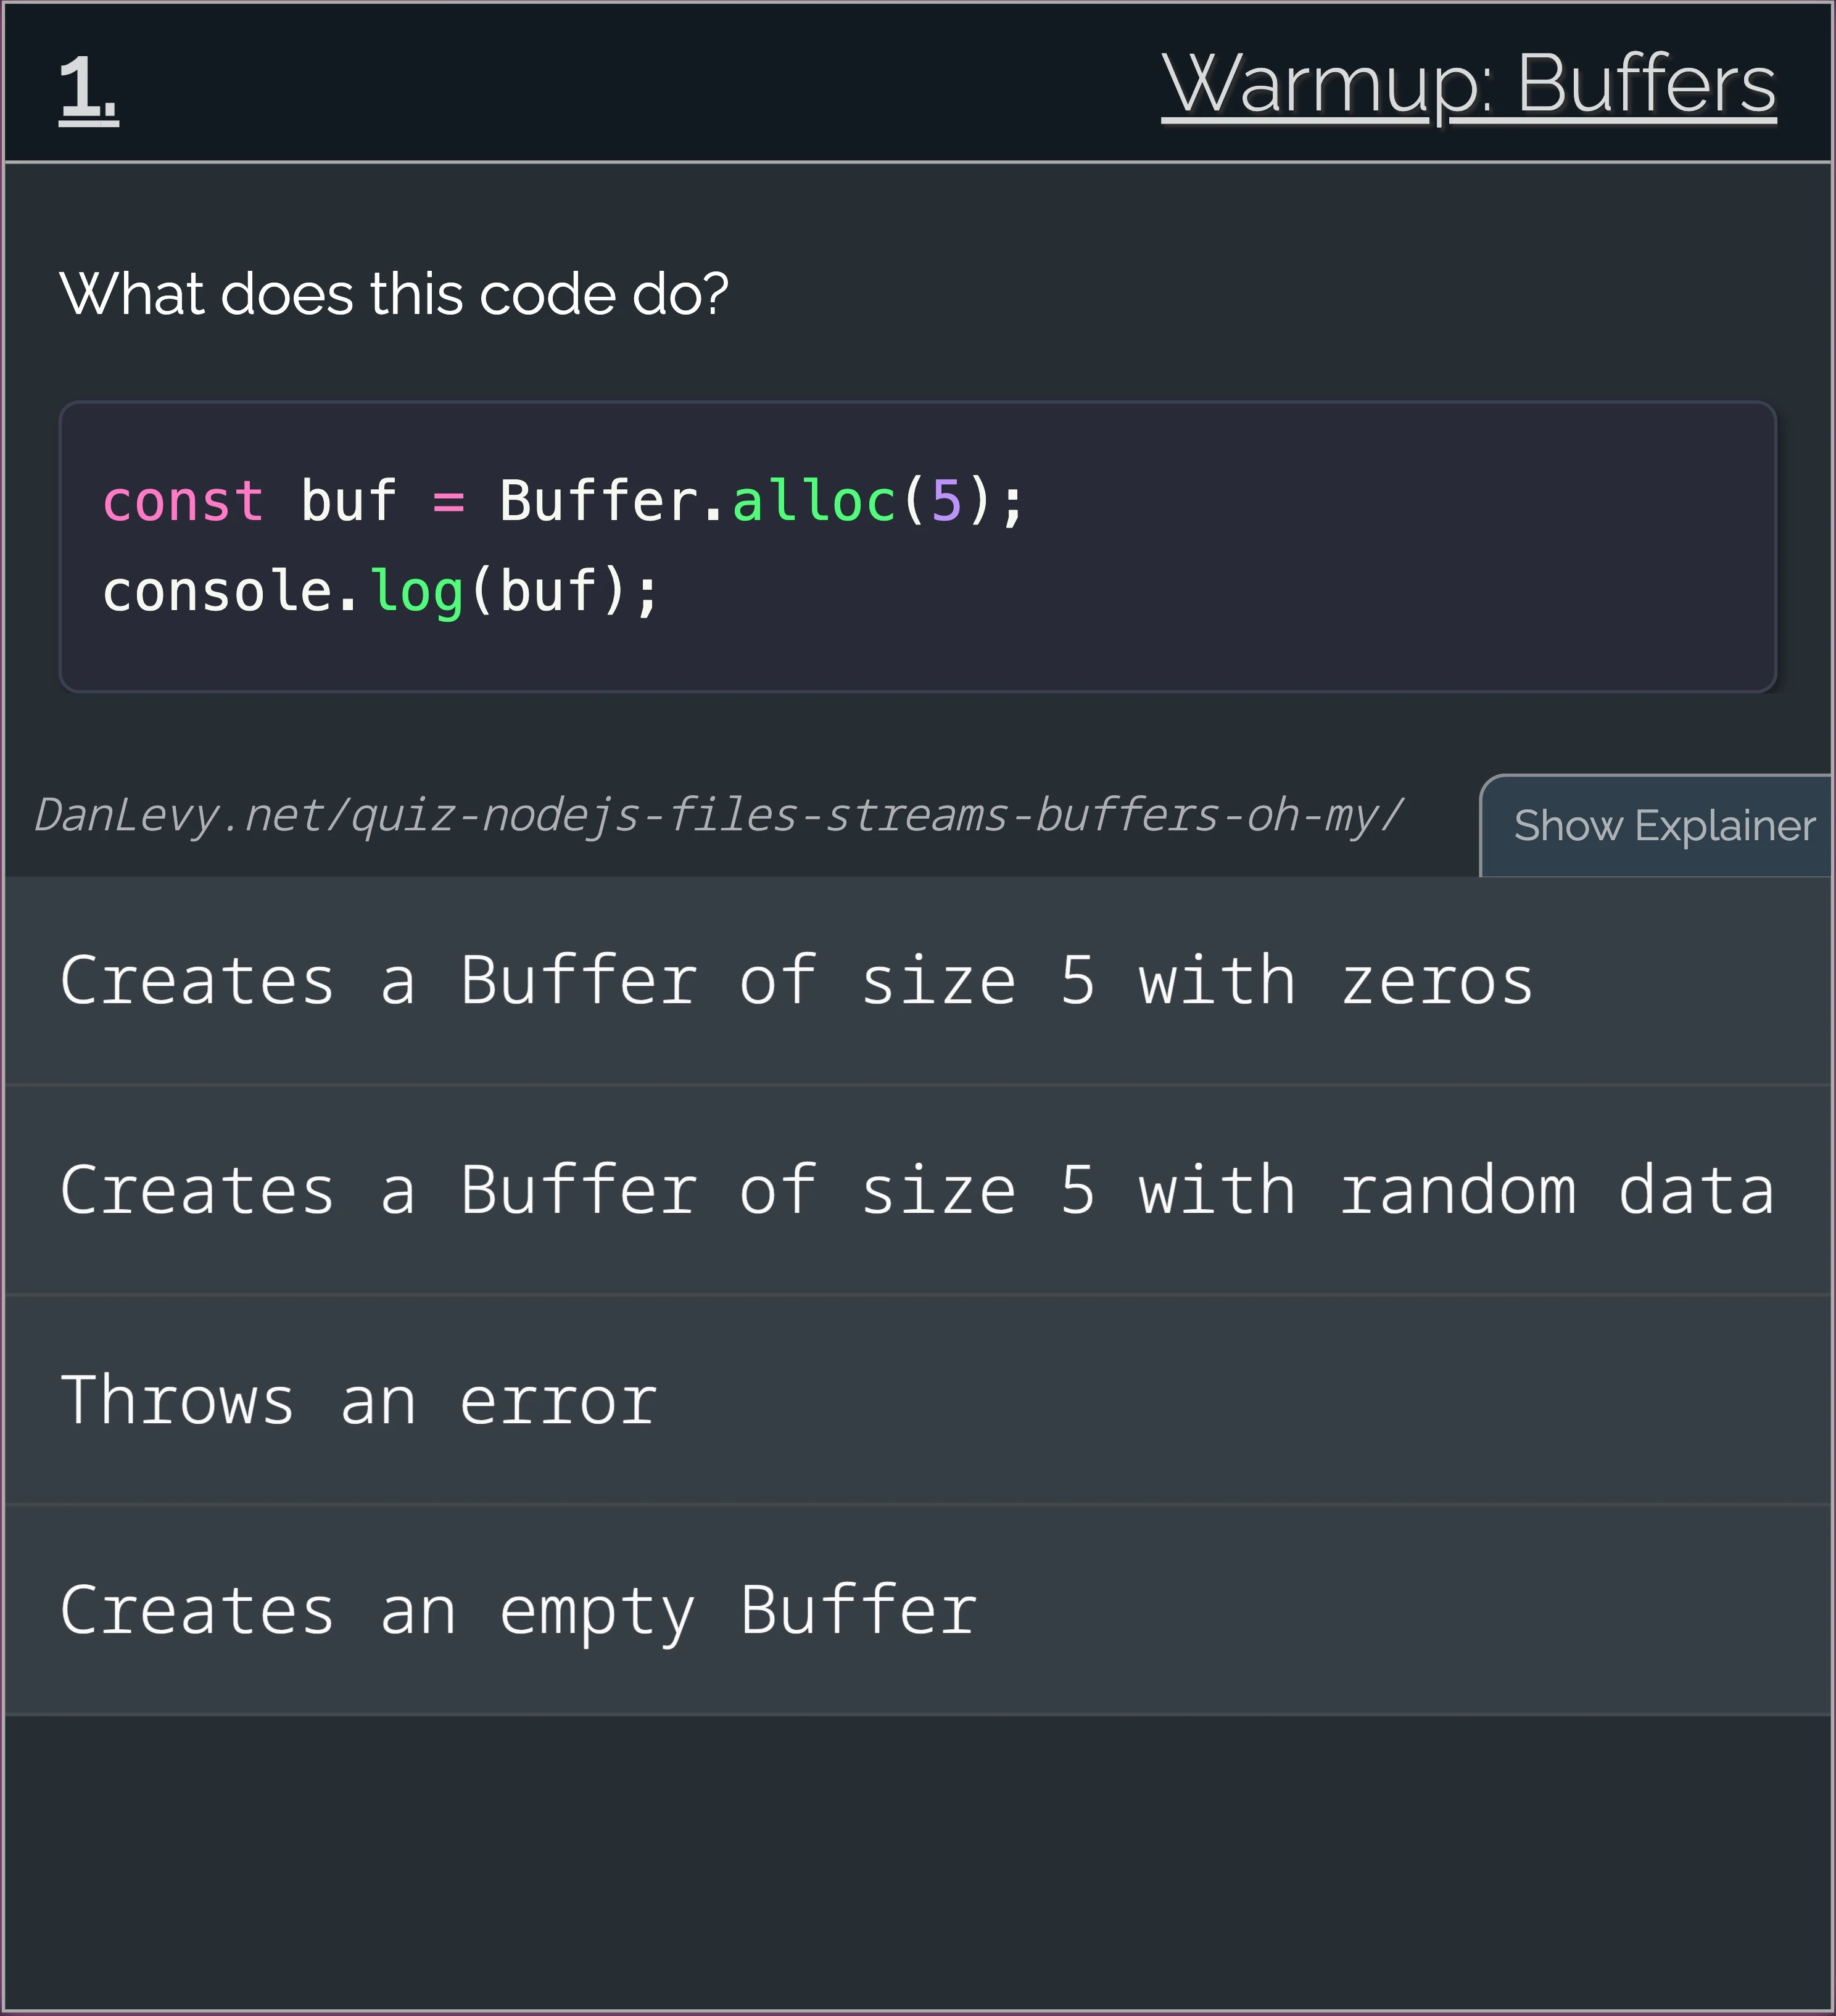 1.
Warmup: Buffers
What does this code do?
const buf = Buffer.alloc(5);
console.log(buf);
DanLevy.net/quiz-nodejs-files-streams-buffers-oh-my/
Show Explainer
Creates a Buffer of size 5 with zeros
Creates a Buffer of size 5 with random data
Throws an error
Creates an empty Buffer